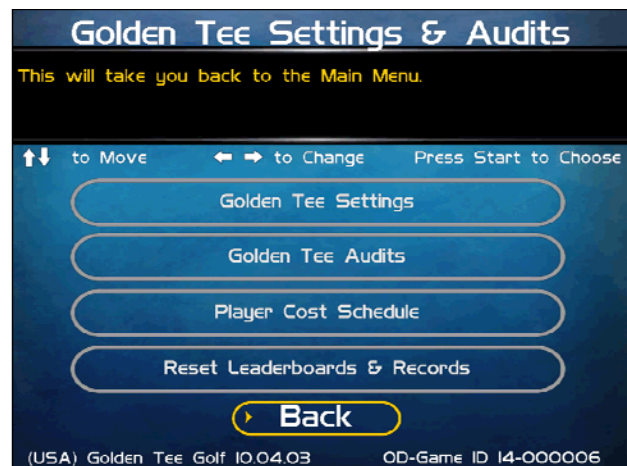 Golden Tee Settings & Audits
This will take you back to the Main Menu.
to Move to Change Press Start to Choose
Golden Tee Settings
Golden Tee Audits
Player Cost Schedule
Reset Leaderboards & Records
Back
(USA) Golden Tee Golf 10.04.03 OD-Game ID 14-000006